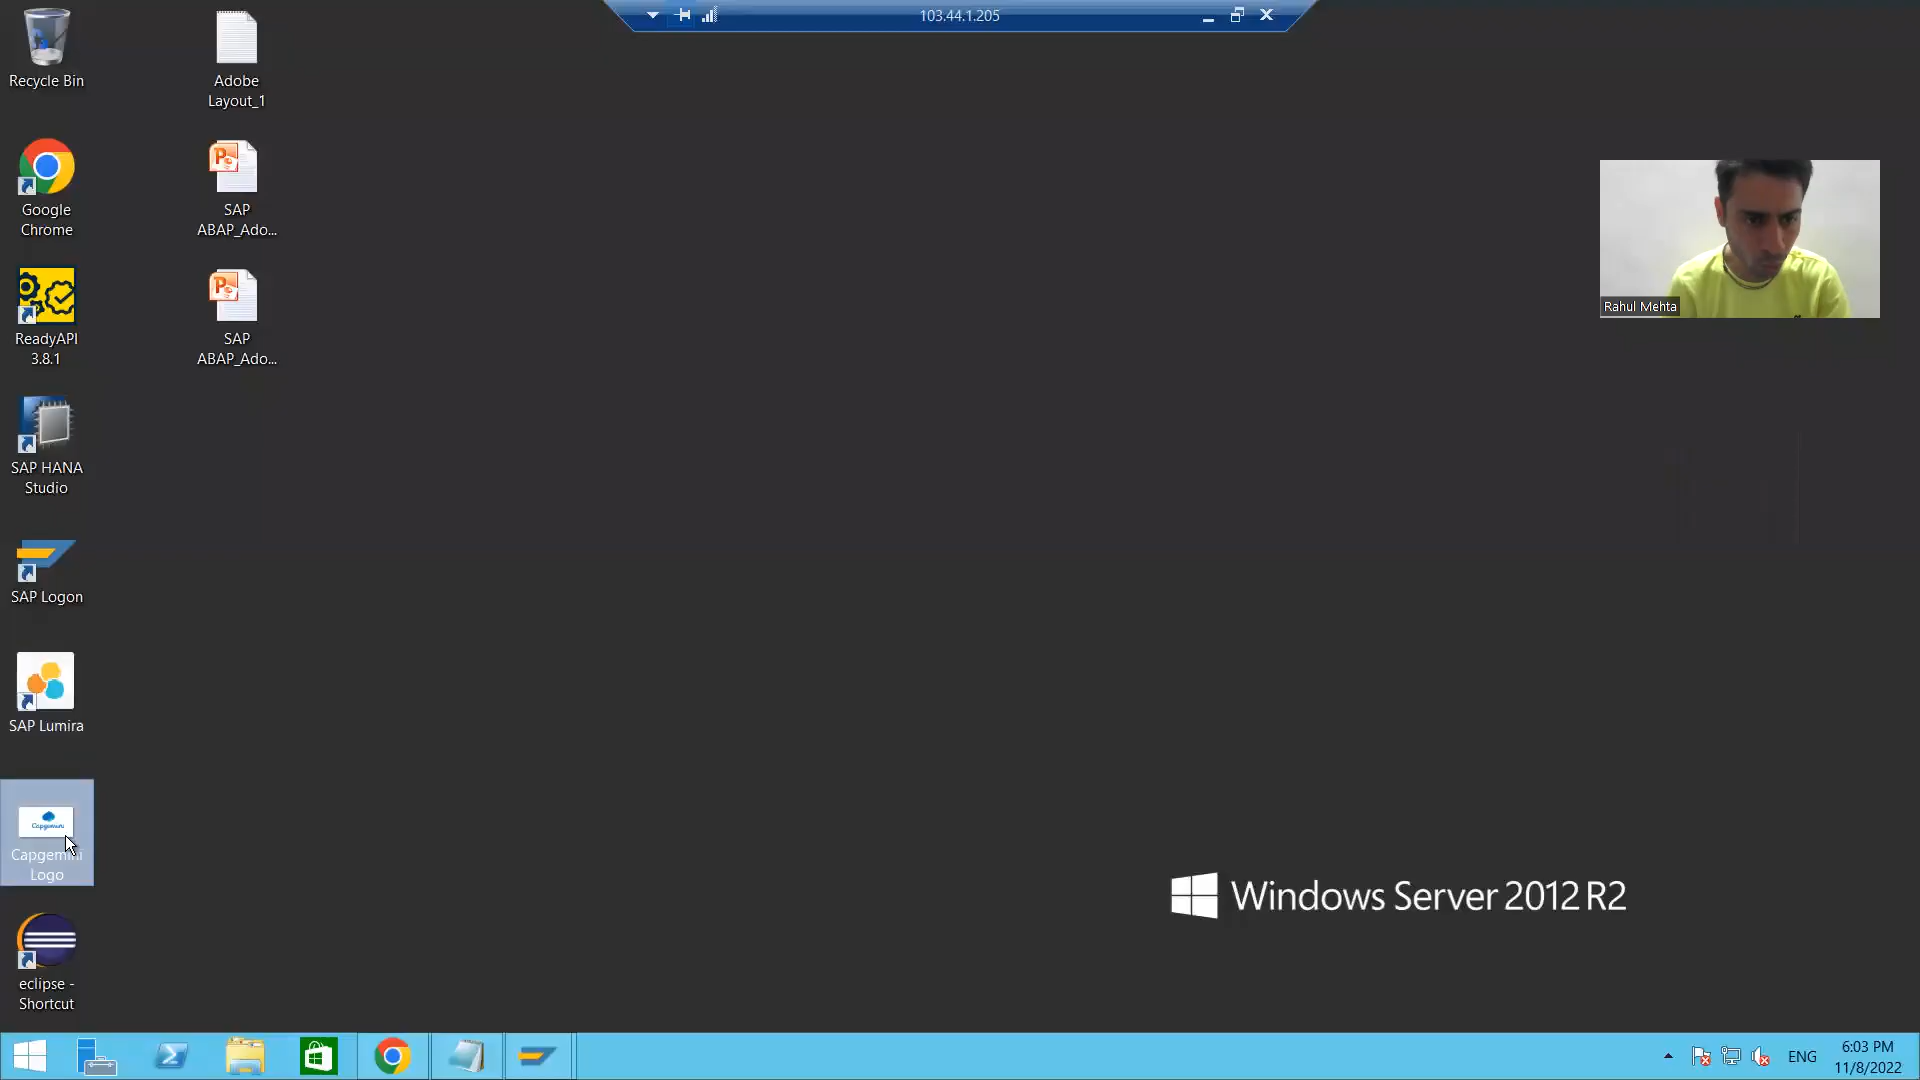 103.44.1.205
Recycle Bin
Adobe
Layout_1
Google
Chrome
SAP
ABAP_Ado...
ReadyAPI
3.8.1
SAP
ABAP_Ado...
Rahul Mehta
SAP HANA
Studio
SAP Logon
SAP Lumira
Capgemini
Capgemini
Logo
eclipse -
Shortcut
Windows Server 2012 R2
ENG
6:03 PM
11/8/2022